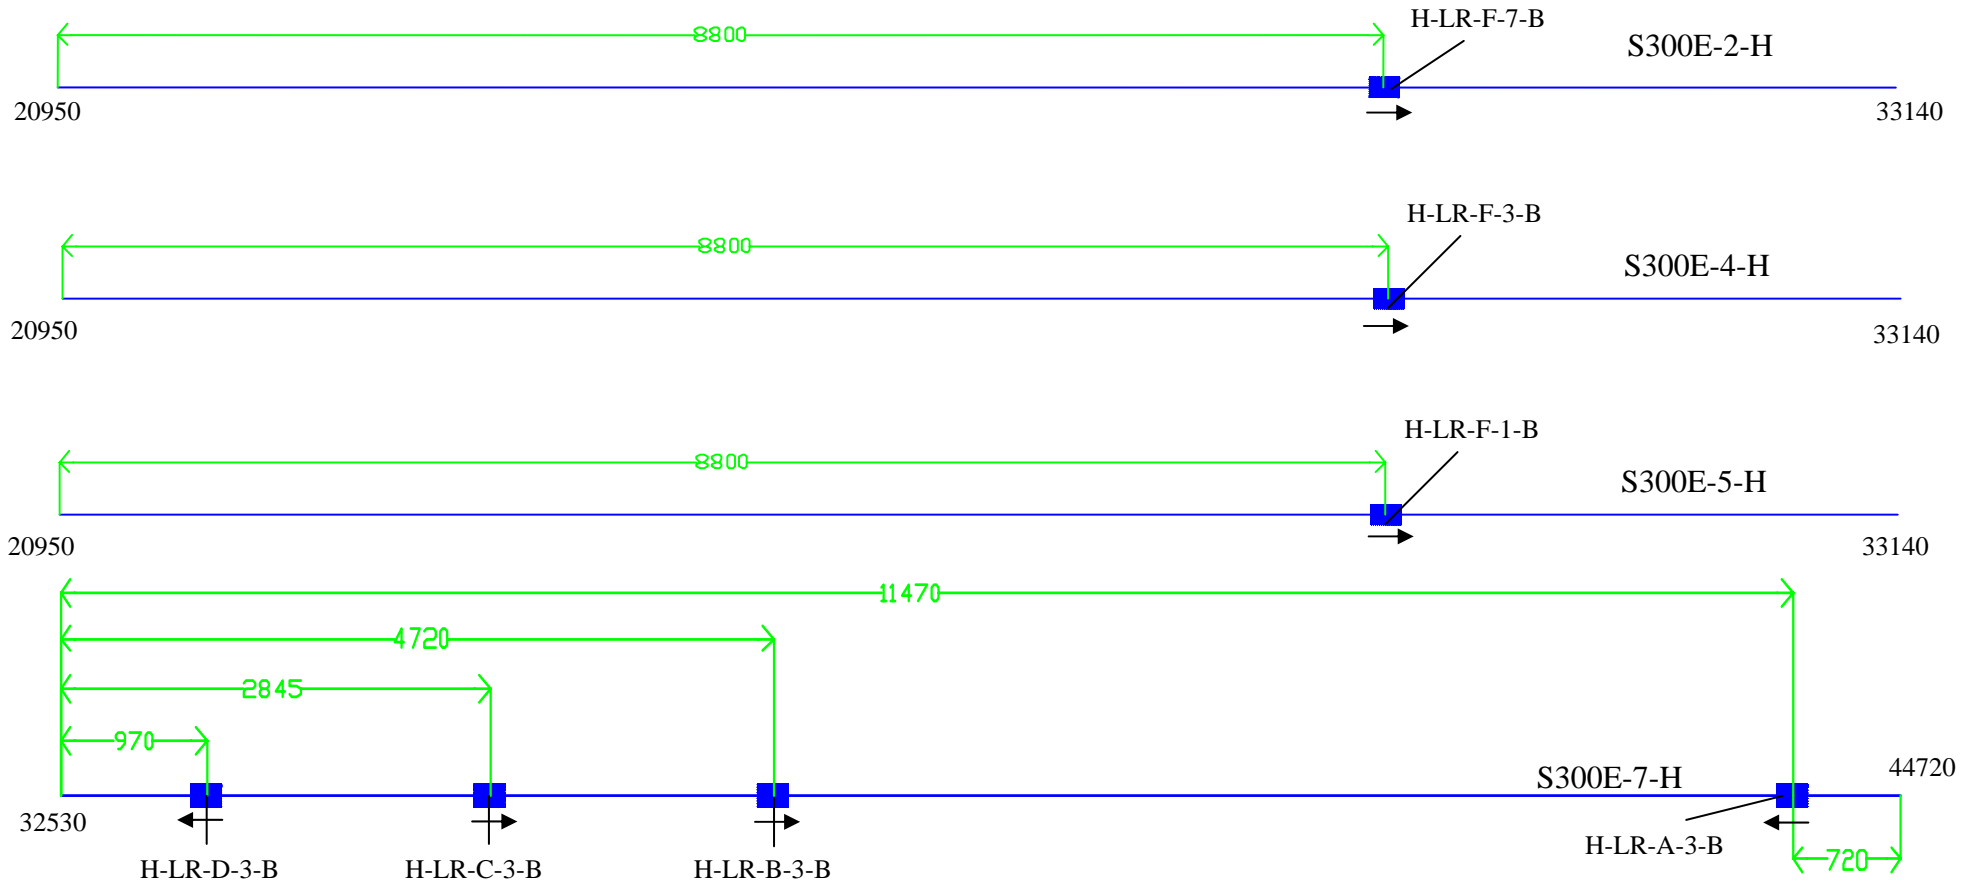 H-LR-F-7-B
8800
S300E-2-H
20950
33140
H-LR-F-3-B
8800
S300E-4-H
20950
33140
H-LR-F-1-B
8800
S300E-5-H
20950
33140
11470
4720
2845
970
S300E-7-H
44720
32530
H-LR-A-3-B
720
H-LR-D-3-B
H-LR-C-3-B
H-LR-B-3-B